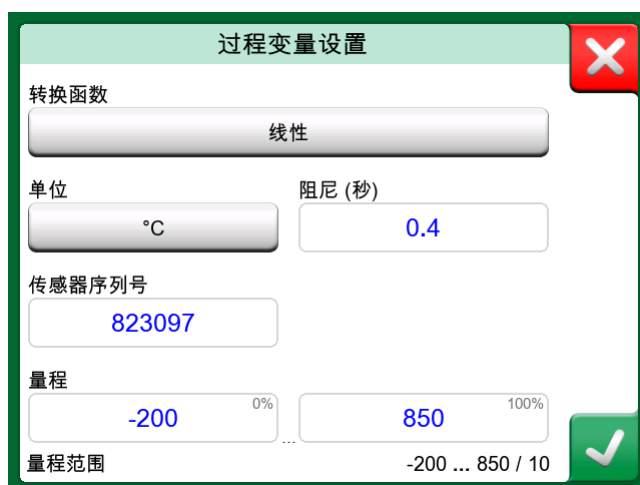 过程变量设置
转换函数
线性
单位
阻尼 (秒)
°C
0.4
传感器序列号
823097
量程
-200
0%
...
850
100%
量程范围
-200 ... 850 / 10